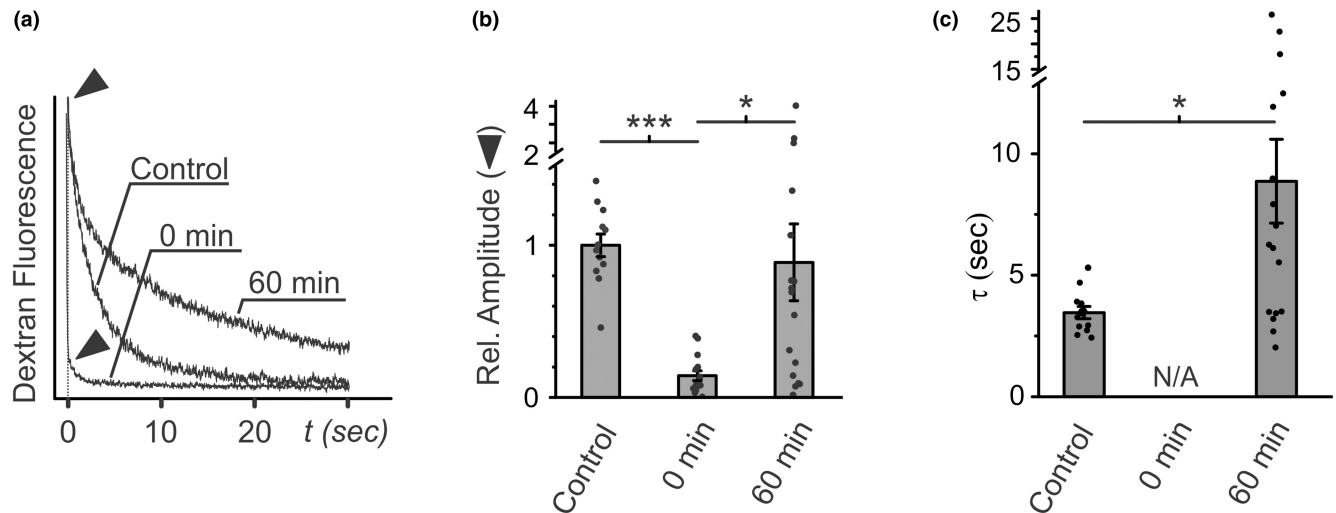 (a)
Dextran Fluorescence
Control
0 min
60 min
0
10
20
t (sec)
(b)
Rel. Amplitude (▼)
4
2
1
0
***
*
Control
0 min
60 min
(c)
τ (sec)
25
15
10
5
0
*
N/A
Control
0 min
60 min